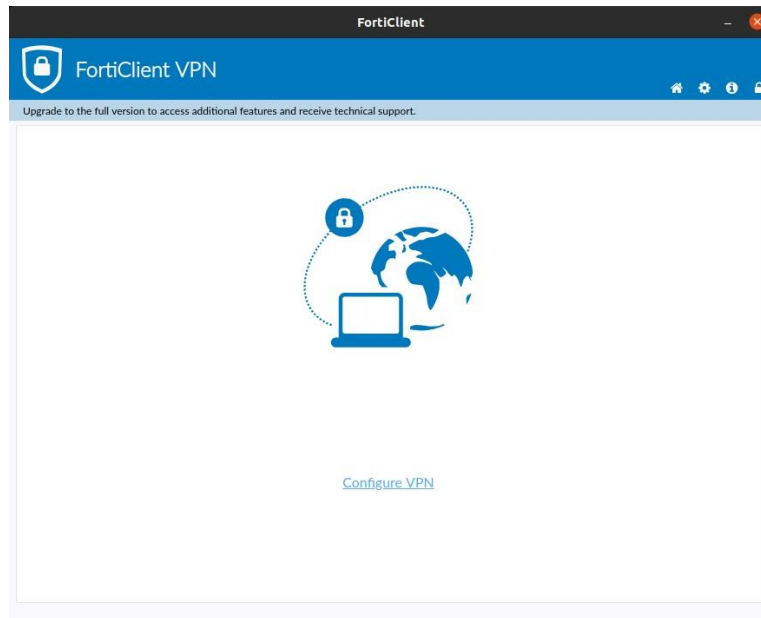 FortiClient
FortiClient VPN
Upgrade to the full version to access additional features and receive technical support.
Configure VPN